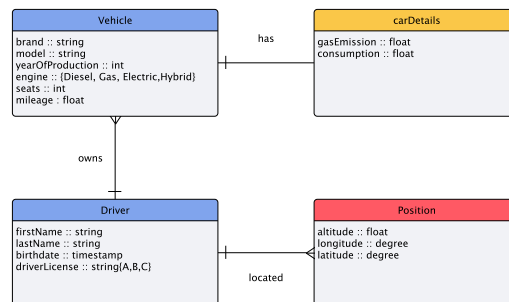 Vehicle
brand :: string
model :: string
yearOfProduction :: int
engine :: {Diesel, Gas, Electric,Hybrid}
seats :: int
mileage : float
has
carDetails
gasEmission :: float
consumption :: float
owns
Driver
firstName :: string
lastName :: string
birthdate :: timestamp
driverLicense :: string{A,B,C}
located
Position
altitude :: float
longitude :: degree
latitude :: degree